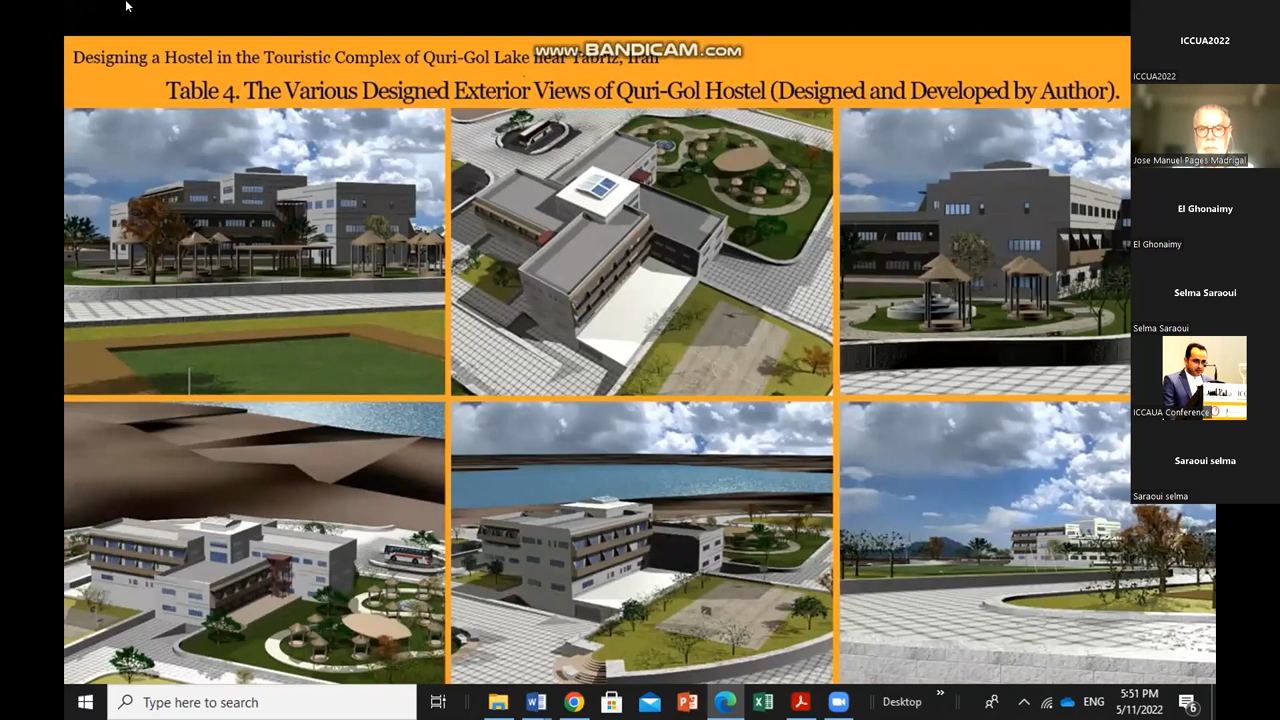 ICCUA2022
www.BANDICAM.com
Designing a Hostel in the Touristic Complex of Quri-Gol Lake near Tabriz, Iran
ICCUA2022
Table 4. The Various Designed Exterior Views of Quri-Gol Hostel (Designed and Developed by Author).
Jose Manuel Pages Madrigal
El Ghonaimy
El Ghonaimy
Selma Saraoui
Selma Saraoui
ICCAUA Conference
Saraoui selma
Saraoui selma
Type here to search
Desktop
ENG
5:51 PM
5/11/2022
6